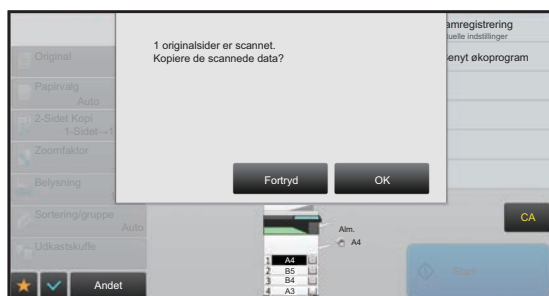 1 originalsider er scannet.
Kopiere de scannede data?
Fortryd
OK
amregistrering
tuelle indstillinger
enyt økoprogram
Original
Papirvalg
Auto
2-Sidet Kopi
1-Sidet→1
Zoomfaktor
Belysning
Sortering/gruppe
Auto
Udkastskuffe
Andet
Alm.
A4
1 A4
2 B5
3 B4
4 A3
CA
Start